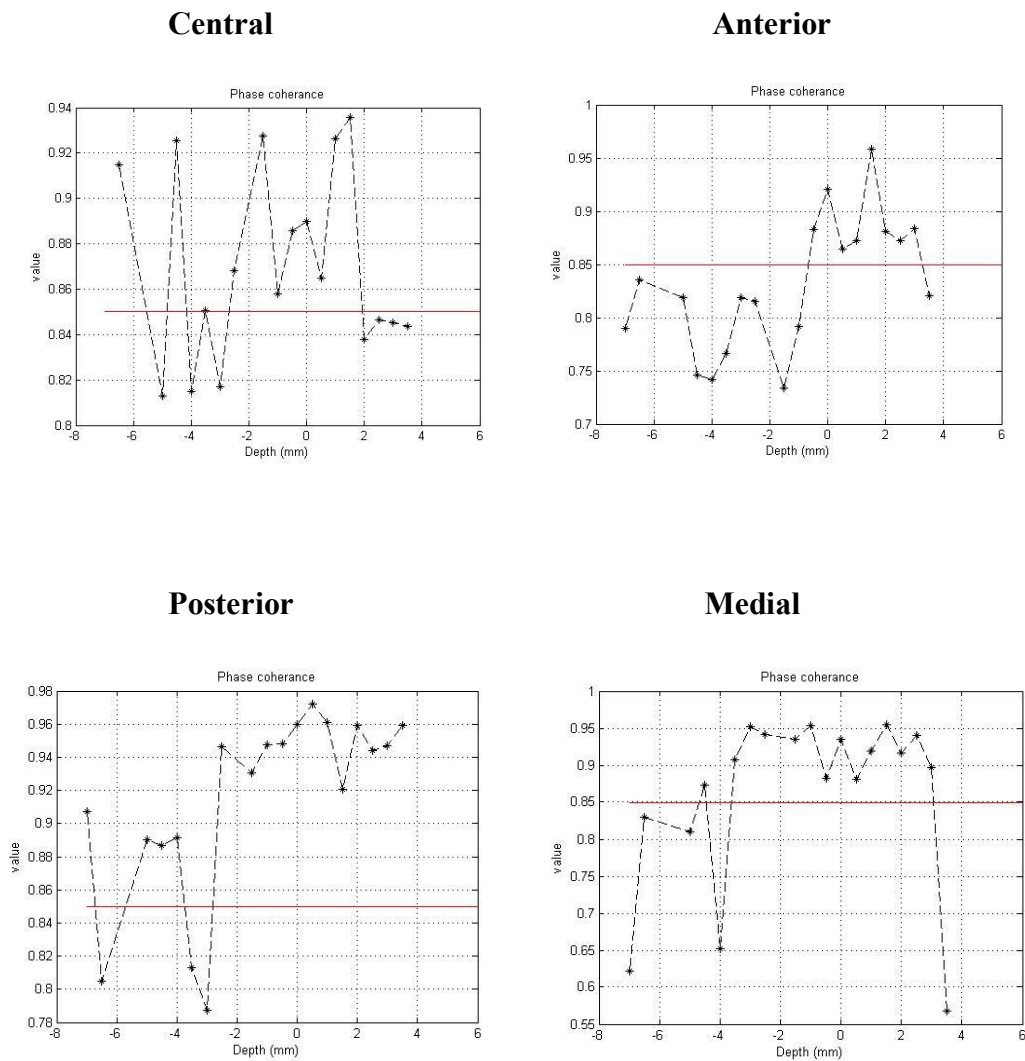 Central
Phase coherance
value
0.94
0.92
0.9
0.88
0.86
0.84
0.82
0.8
-8 -6 -4 -2 0 2 4 6
Depth (mm)
Anterior
Phase coherance
value
1
0.95
0.9
0.85
0.8
0.75
0.7
-8 -6 -4 -2 0 2 4 6
Depth (mm)
Posterior
Phase coherance
value
0.98
0.96
0.94
0.92
0.9
0.88
0.86
0.84
0.82
0.8
0.78
-8 -6 -4 -2 0 2 4 6
Depth (mm)
Medial
Phase coherance
value
1
0.95
0.9
0.85
0.8
0.75
0.7
0.65
0.6
0.55
-8 -6 -4 -2 0 2 4 6
Depth (mm)